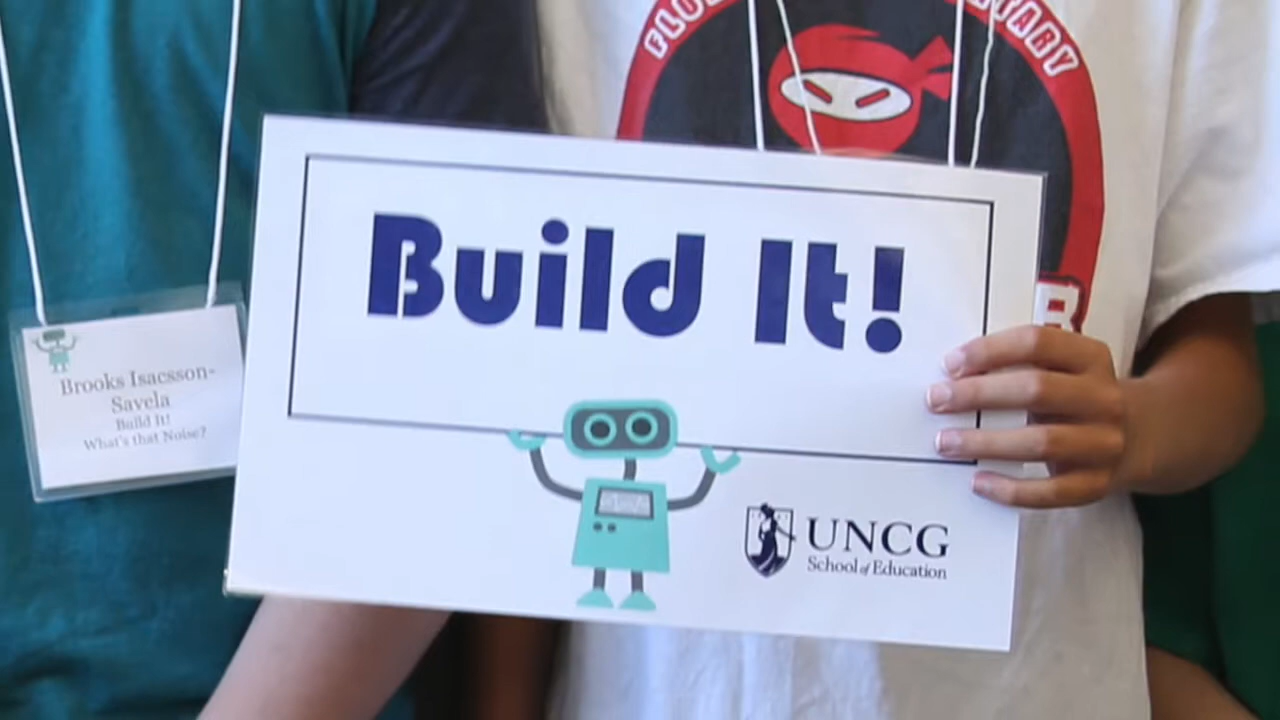 Build It!
UNCG
School of Education
Brooks Isacsson-
Savela
Build It!
What's that Noise?